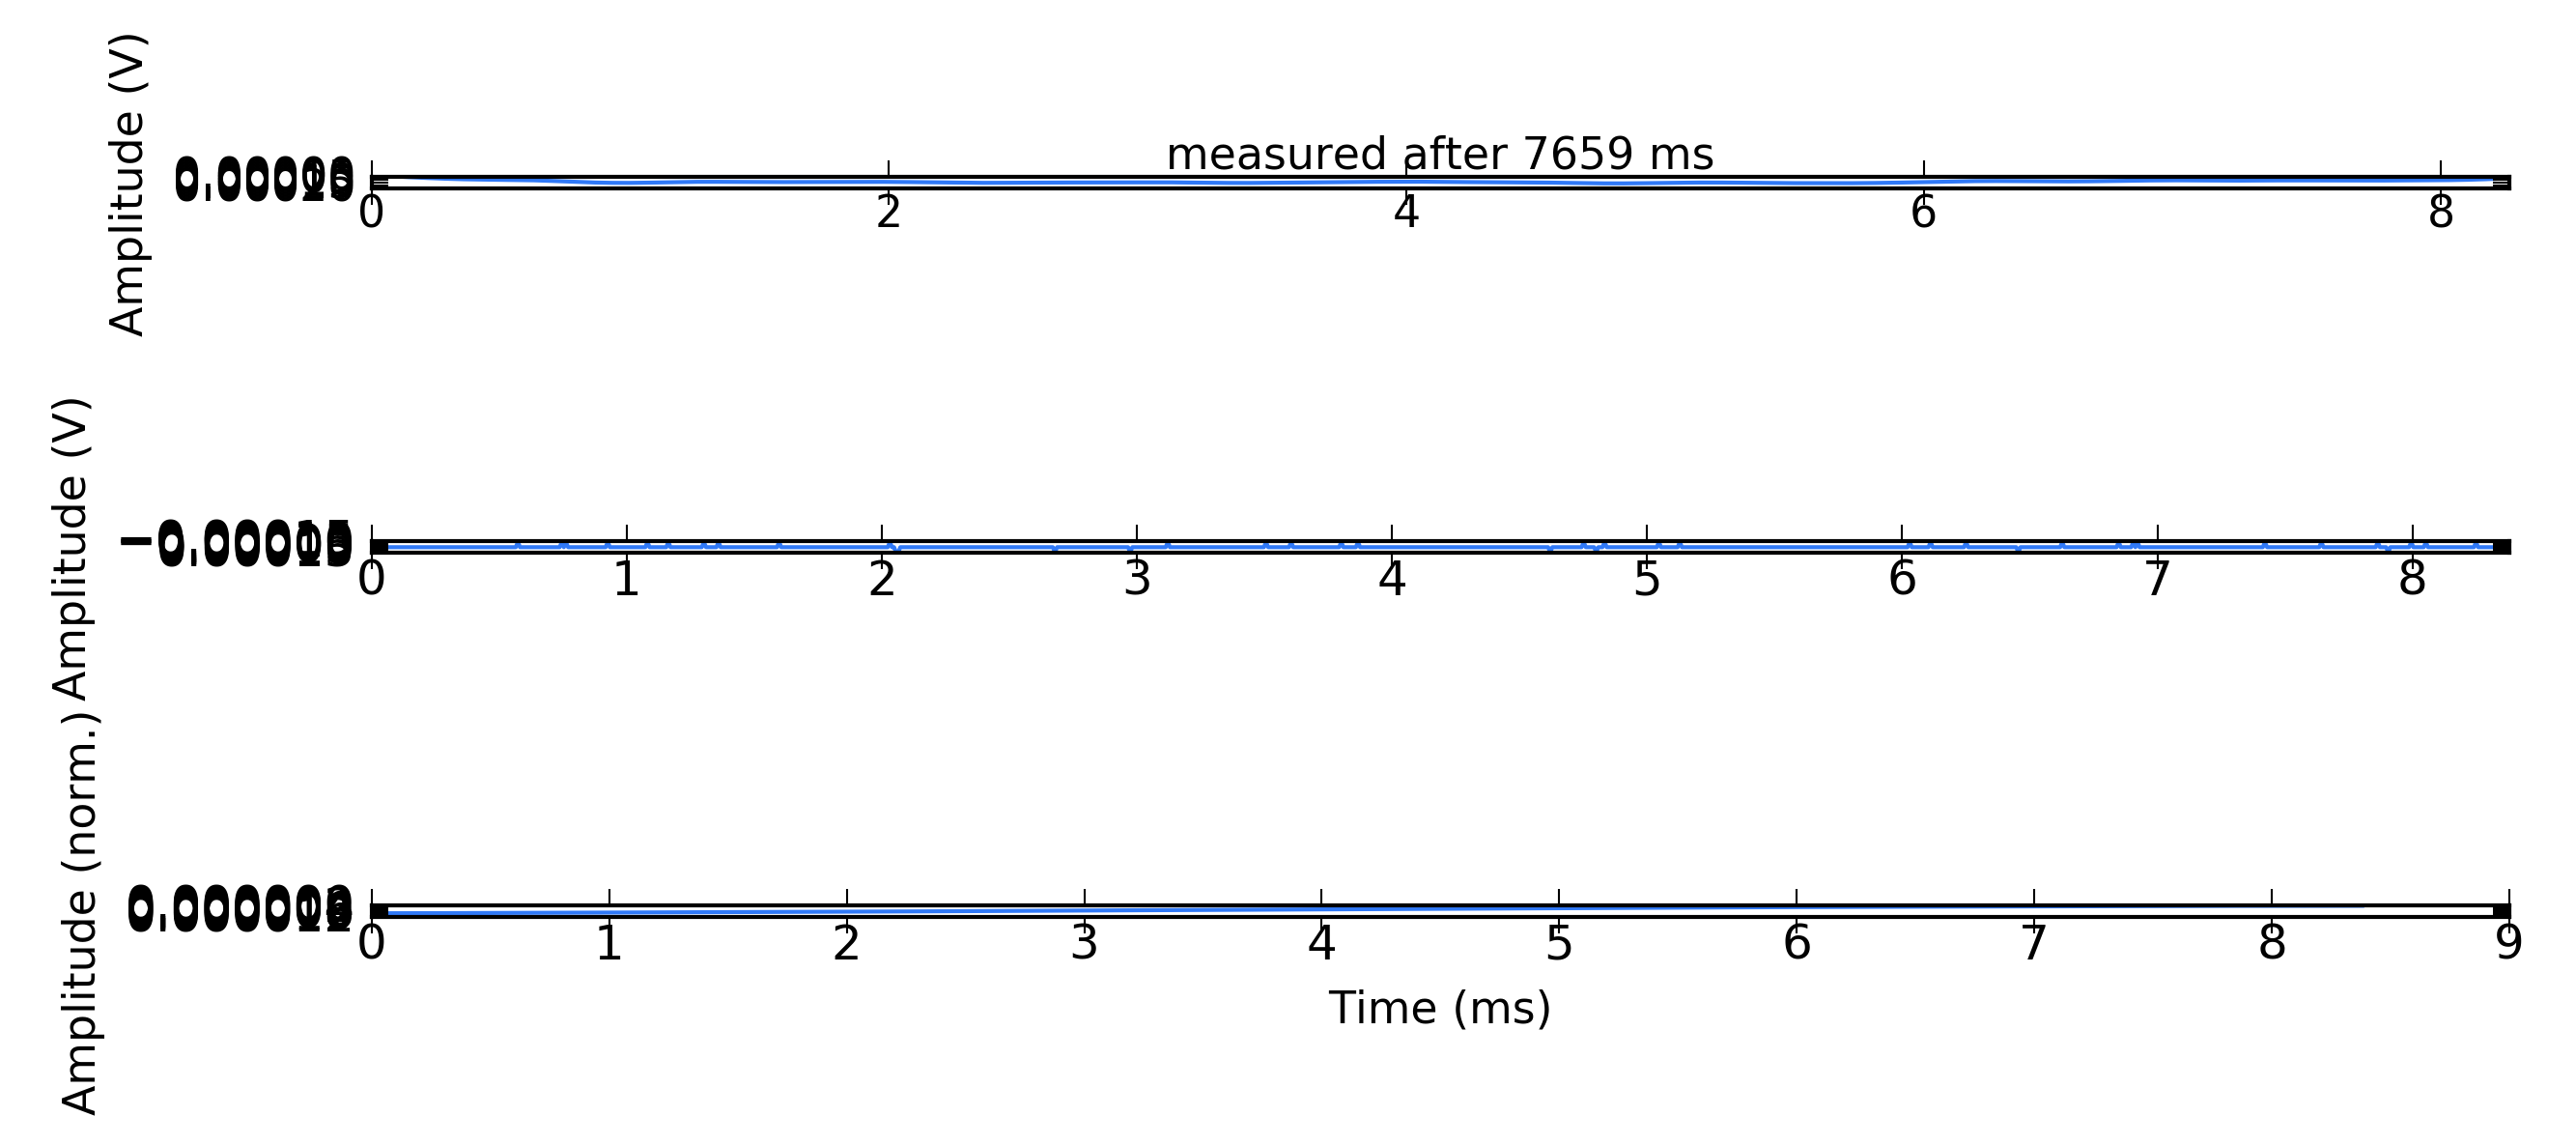 Amplitude (V)
measured after 7659 ms
0 2 4 6 8
Amplitude (V)
0 1 2 3 4 5 6 7 8
Amplitude (norm.)
0 1 2 3 4 5 6 7 8 9
Time (ms)